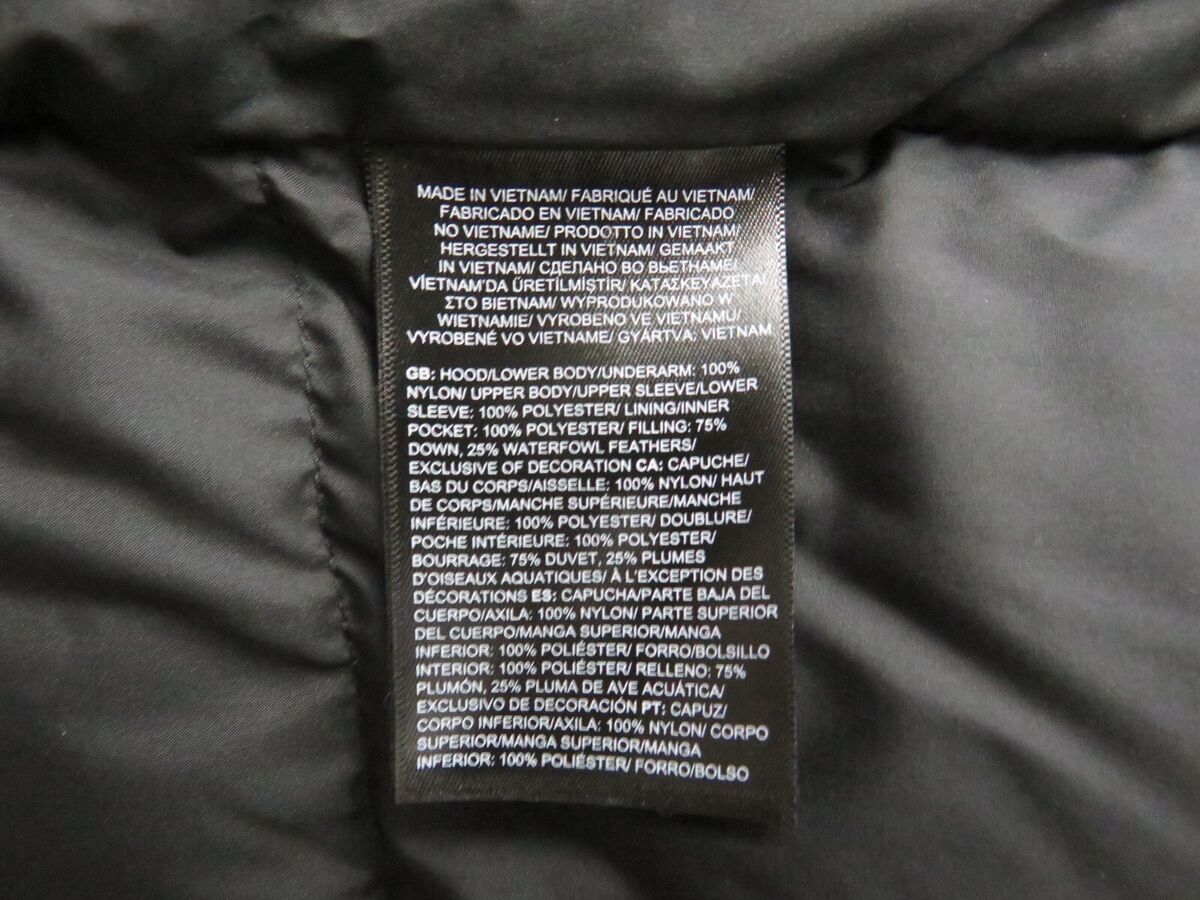 MADE IN VIETNAM/ FABRIQUÉ AU VIETNAM/
FABRICADO EN VIETNAM/ FABRICADO
NO VIETNAME/ PRODOTTO IN VIETNAM/
HERGESTELLT IN VIETNAM/ GEMAAKT
IN VIETNAM/ СДЕЛАНО ВО ВЬЕТНАМЕ/
VİETNAM'DA ÜRETİLMİŞTİR/ ΚΑΤΑΣΚΕΥΑΖΕΤΑΙ
ΣΤΟ ΒΙΕΤΝΑΜ/ WYPRODUKOWANO W
WIETNAMIE/ VYROBENO VE VIETNAMU/
VYROBENÉ VO VIETNAME/ GYÁRTVA: VIETNAM
GB: HOOD/LOWER BODY/UNDERARM: 100%
NYLON/ UPPER BODY/UPPER SLEEVE/LOWER
SLEEVE: 100% POLYESTER/ LINING/INNER
POCKET: 100% POLYESTER/ FILLING: 75%
DOWN, 25% WATERFOWL FEATHERS/
EXCLUSIVE OF DECORATION CA: CAPUCHE/
BAS DU CORPS/AISSELLE: 100% NYLON/ HAUT
DE CORPS/MANCHE SUPÉRIEURE/MANCHE
INFÉRIEURE: 100% POLYESTER/ DOUBLURE/
POCHE INTÉRIEURE: 100% POLYESTER/
BOURRAGE: 75% DUVET, 25% PLUMES
D'OISEAUX AQUATIQUES/ À L'EXCEPTION DES
DÉCORATIONS ES: CAPUCHA/PARTE BAJA DEL
CUERPO/AXILA: 100% NYLON/ PARTE SUPERIOR
DEL CUERPO/MANGA SUPERIOR/MANGA
INFERIOR: 100% POLIÉSTER/ FORRO/BOLSILLO
INTERIOR: 100% POLIÉSTER/ RELLENO: 75%
PLUMÓN, 25% PLUMA DE AVE ACUÁTICA/
EXCLUSIVO DE DECORACIÓN PT: CAPUZ/
CORPO INFERIOR/AXILA: 100% NYLON/ CORPO
SUPERIOR/MANGA SUPERIOR/MANGA
INFERIOR: 100% POLIÉSTER/ FORRO/BOLSO